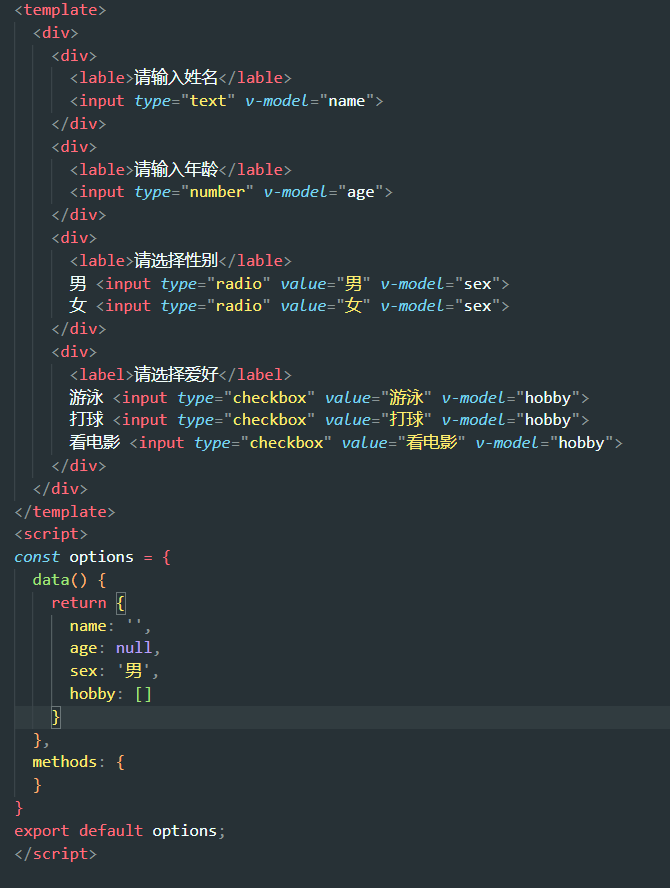 <template>
  <div>
    <div>
      <lable>请输入姓名</lable>
      <input type="text" v-model="name">
    </div>
    <div>
      <lable>请输入年龄</lable>
      <input type="number" v-model="age">
    </div>
    <div>
      <lable>请选择性别</lable>
      男 <input type="radio" value="男" v-model="sex">
      女 <input type="radio" value="女" v-model="sex">
    </div>
    <div>
      <label>请选择爱好</label>
      游泳 <input type="checkbox" value="游泳" v-model="hobby">
      打球 <input type="checkbox" value="打球" v-model="hobby">
      看电影 <input type="checkbox" value="看电影" v-model="hobby">
    </div>
  </div>
</template>
<script>
const options = {
  data() {
    return {
      name: '',
      age: null,
      sex: '男',
      hobby: []
    }
  },
  methods: {
  }
}
export default options;
</script>